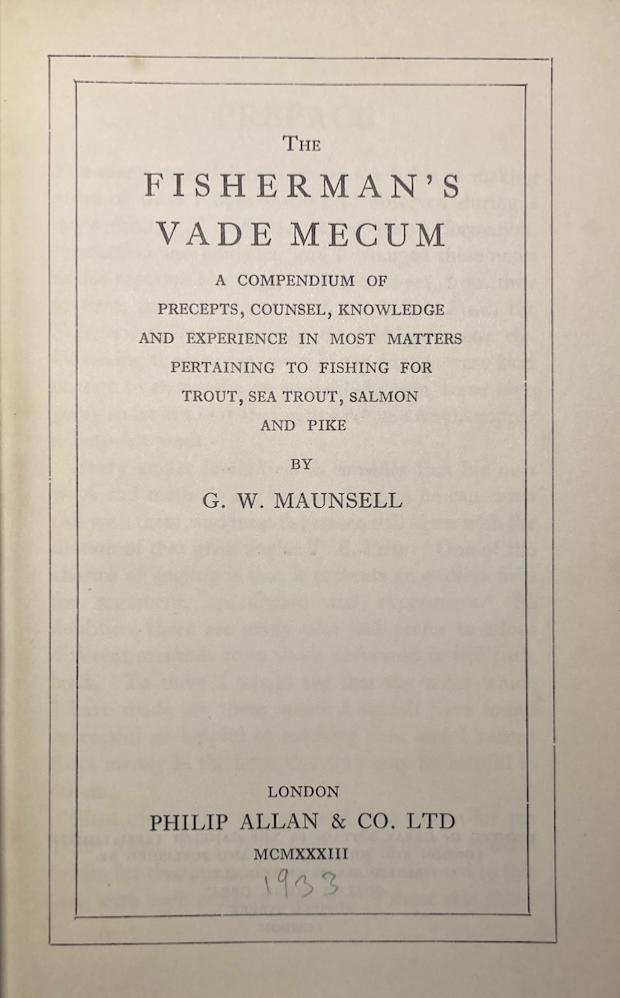 The
FISHERMAN'S
VADE MECUM
A COMPENDIUM OF
PRECEPTS, COUNSEL, KNOWLEDGE
AND EXPERIENCE IN MOST MATTERS
PERTAINING TO FISHING FOR
TROUT, SEA TROUT, SALMON
AND PIKE
BY
G. W. MAUNSELL
LONDON
PHILIP ALLAN & CO. LTD
MCMXXXIII
1933